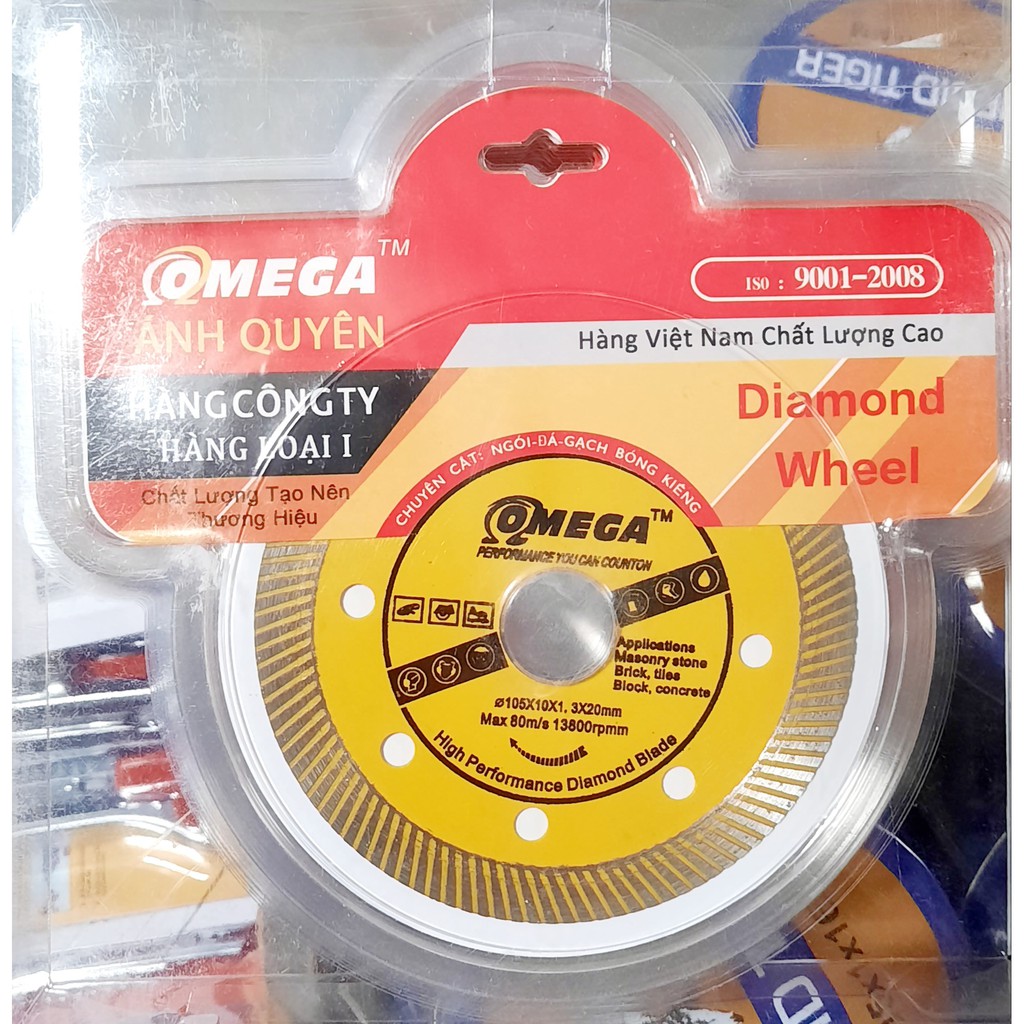 OMEGA™
ÁNH QUYÊN
HÀNG CÔNG TY
HÀNG LOẠI I
Chất Lượng Tạo Nên
Thương Hiệu
ISO : 9001-2008
Hàng Việt Nam Chất Lượng Cao
Diamond
Wheel
CHUYÊN CẮT: NGÓI-ĐÁ-GẠCH BÓNG KIẾNG
OMEGA™
PERFORMANCE YOU CAN COUNTON
Applications
Masonry stone
Brick, tiles
Block, concrete
Ø105X10X1.3X20mm
Max 80m/s 13800rpmm
High Performance Diamond Blade
TIGER